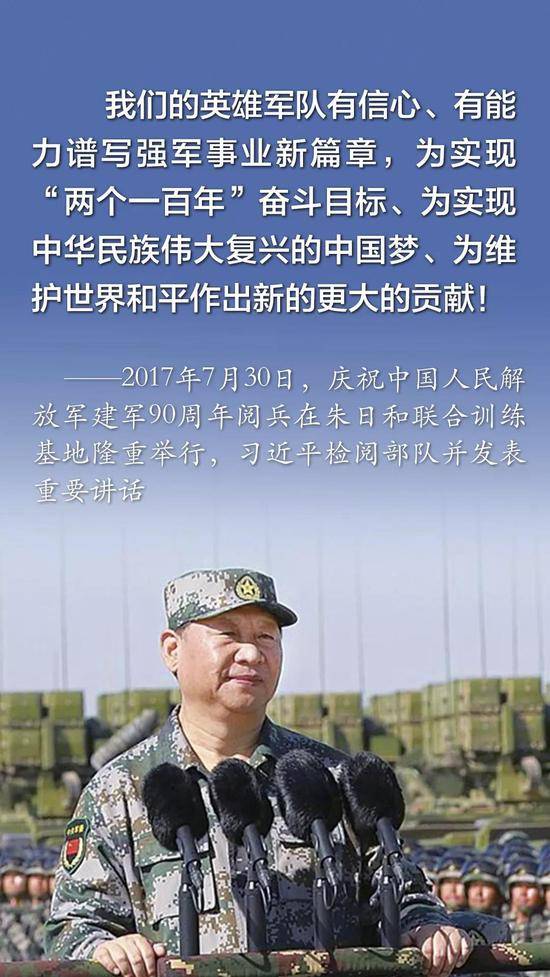 我们的英雄军队有信心、有能
力谱写强军事业新篇章，为实现
“两个一百年”奋斗目标、为实现
中华民族伟大复兴的中国梦、为维
护世界和平作出新的更大的贡献！
——2017年7月30日，庆祝中国人民解
放军建军90周年阅兵在朱日和联合训练
基地隆重举行，习近平检阅部队并发表
重要讲话